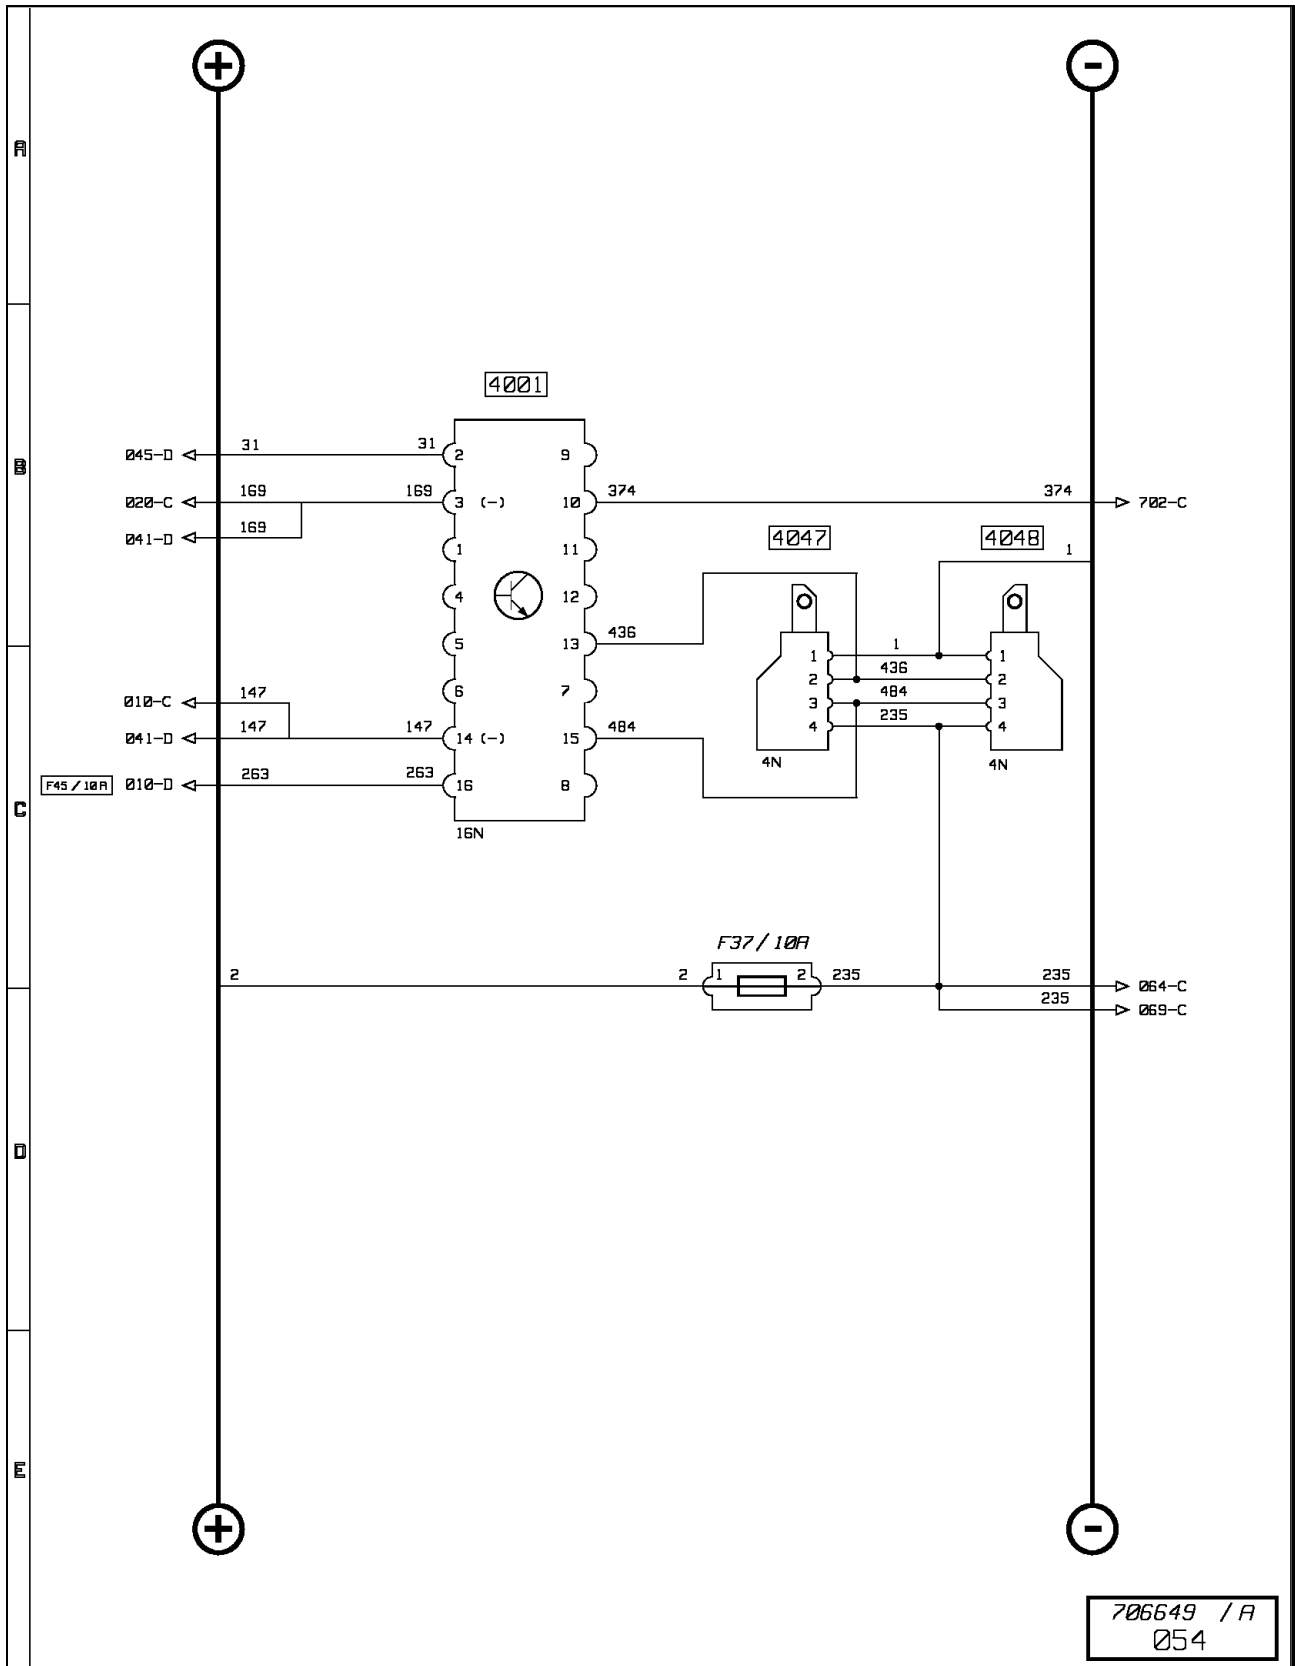 + -
A
4001
B
045-D 31 31 2 9
020-C 169 169 3 (-) 10 374 374 702-C
041-D 169
4047 4048
1 11 1
4 12
5 13 436
1 1 1
2 436 2
6 7
010-C 147
3 484 3
4 235 4
041-D 147 147 14 (-) 15 484
4N 4N
F45/10A 010-D 263 263 16 8
C
16N
F37/10A
2 2 1 2 235 235 064-C
235 069-C
D
E
+ -
706649 /A
054